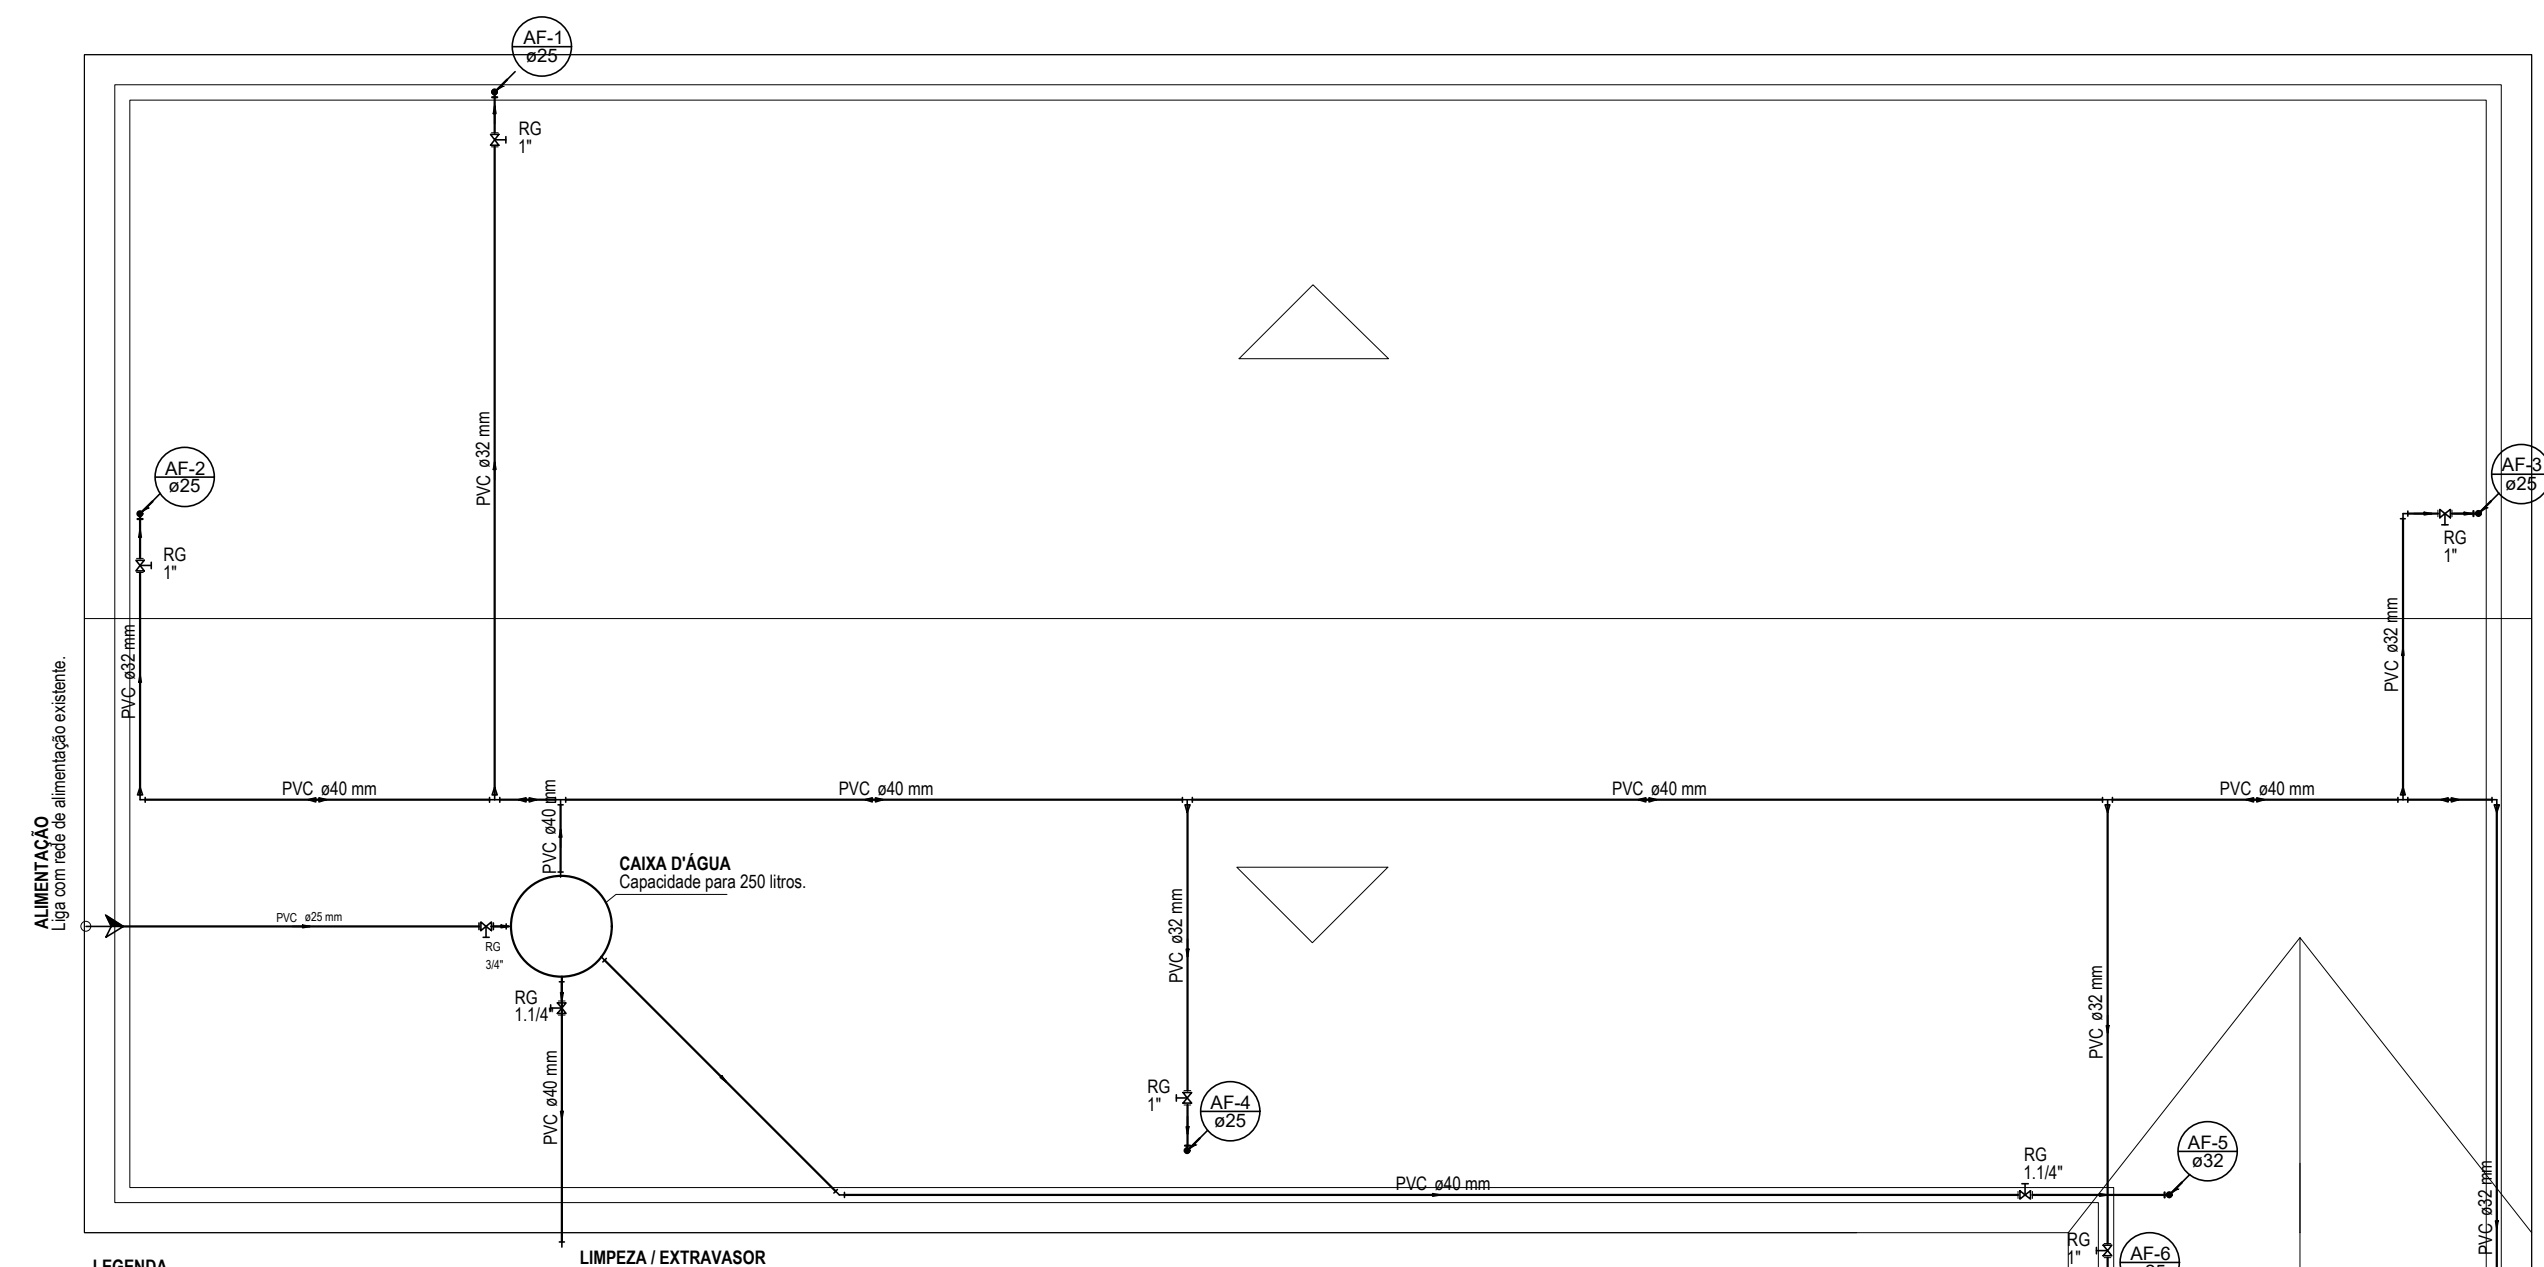 AF-1
ø25
RG
1"
PVC ø32 mm
AF-2
ø25
RG
1"
PVC ø32 mm
AF-3
ø25
RG
1"
PVC ø32 mm
ALIMENTAÇÃO
Liga com rede de alimentação existente.
PVC ø40 mm
PVC ø40 mm
PVC ø40 mm
PVC ø40 mm
PVC ø40 mm
CAIXA D'ÁGUA
Capacidade para 250 litros.
PVC ø25 mm
RG
3/4"
RG
1.1/4"
PVC ø40 mm
PVC ø32 mm
RG
1"
AF-4
ø25
PVC ø32 mm
PVC ø40 mm
RG
1.1/4"
AF-5
ø32
PVC ø32 mm
RG
1"
AF-6
LIMPEZA / EXTRAVASOR
LEGENDA